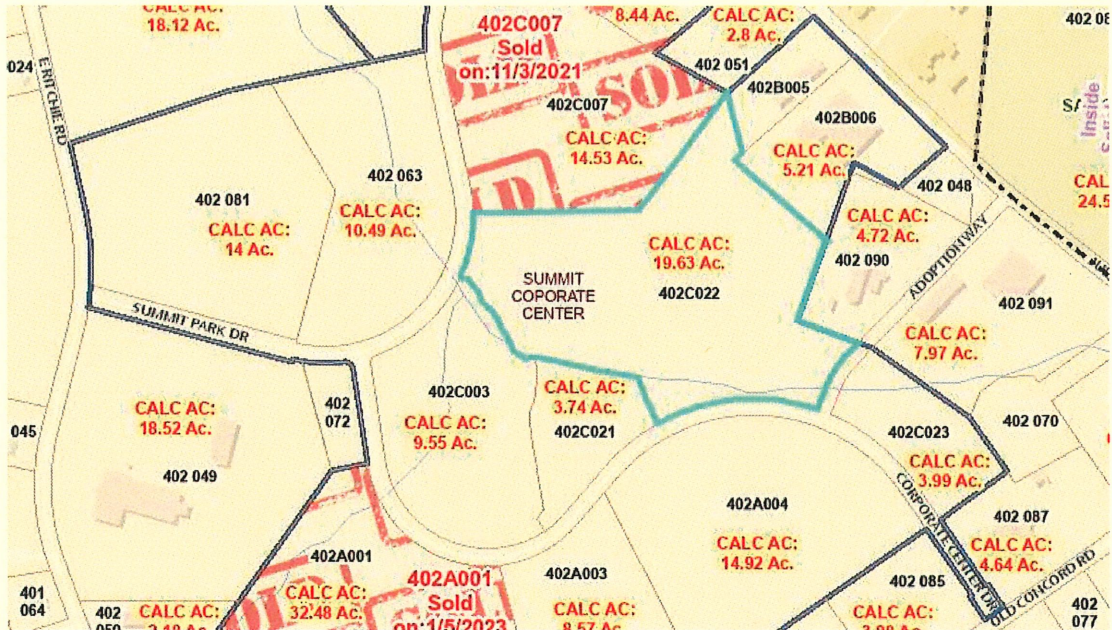 CALC AC:
18.12 Ac.
402C007
Sold
on:11/3/2021
8.44 Ac.
CALC AC:
2.8 Ac.
024
E RITCHIE RD
402 051
402B005
402C007
SOLD
CALC AC:
14.53 Ac.
402B006
CALC AC:
5.21 Ac.
Inside
402 048
402 081
CALC AC:
14 Ac.
402 063
CALC AC:
10.49 Ac.
CALC AC:
19.63 Ac.
402C022
SUMMIT
COPORATE
CENTER
CALC AC:
4.72 Ac.
402 090
ADOPTION WAY
402 091
CALC AC:
7.97 Ac.
SUMMIT PARK DR
CALC AC:
18.52 Ac.
402 049
045
402
072
402C003
CALC AC:
9.55 Ac.
CALC AC:
3.74 Ac.
402C021
402C023
CALC AC:
3.99 Ac.
402 070
CORPORATE CENTER DR
402A004
CALC AC:
14.92 Ac.
402 087
CALC AC:
4.64 Ac.
OLD CONCORD RD
402A001
CALC AC:
32.48 Ac.
402A001
Sold
on:1/5/2023
402A003
CALC AC:
8.57 Ac.
402 085
CALC AC:
401
064
402
CALC AC:
402
077